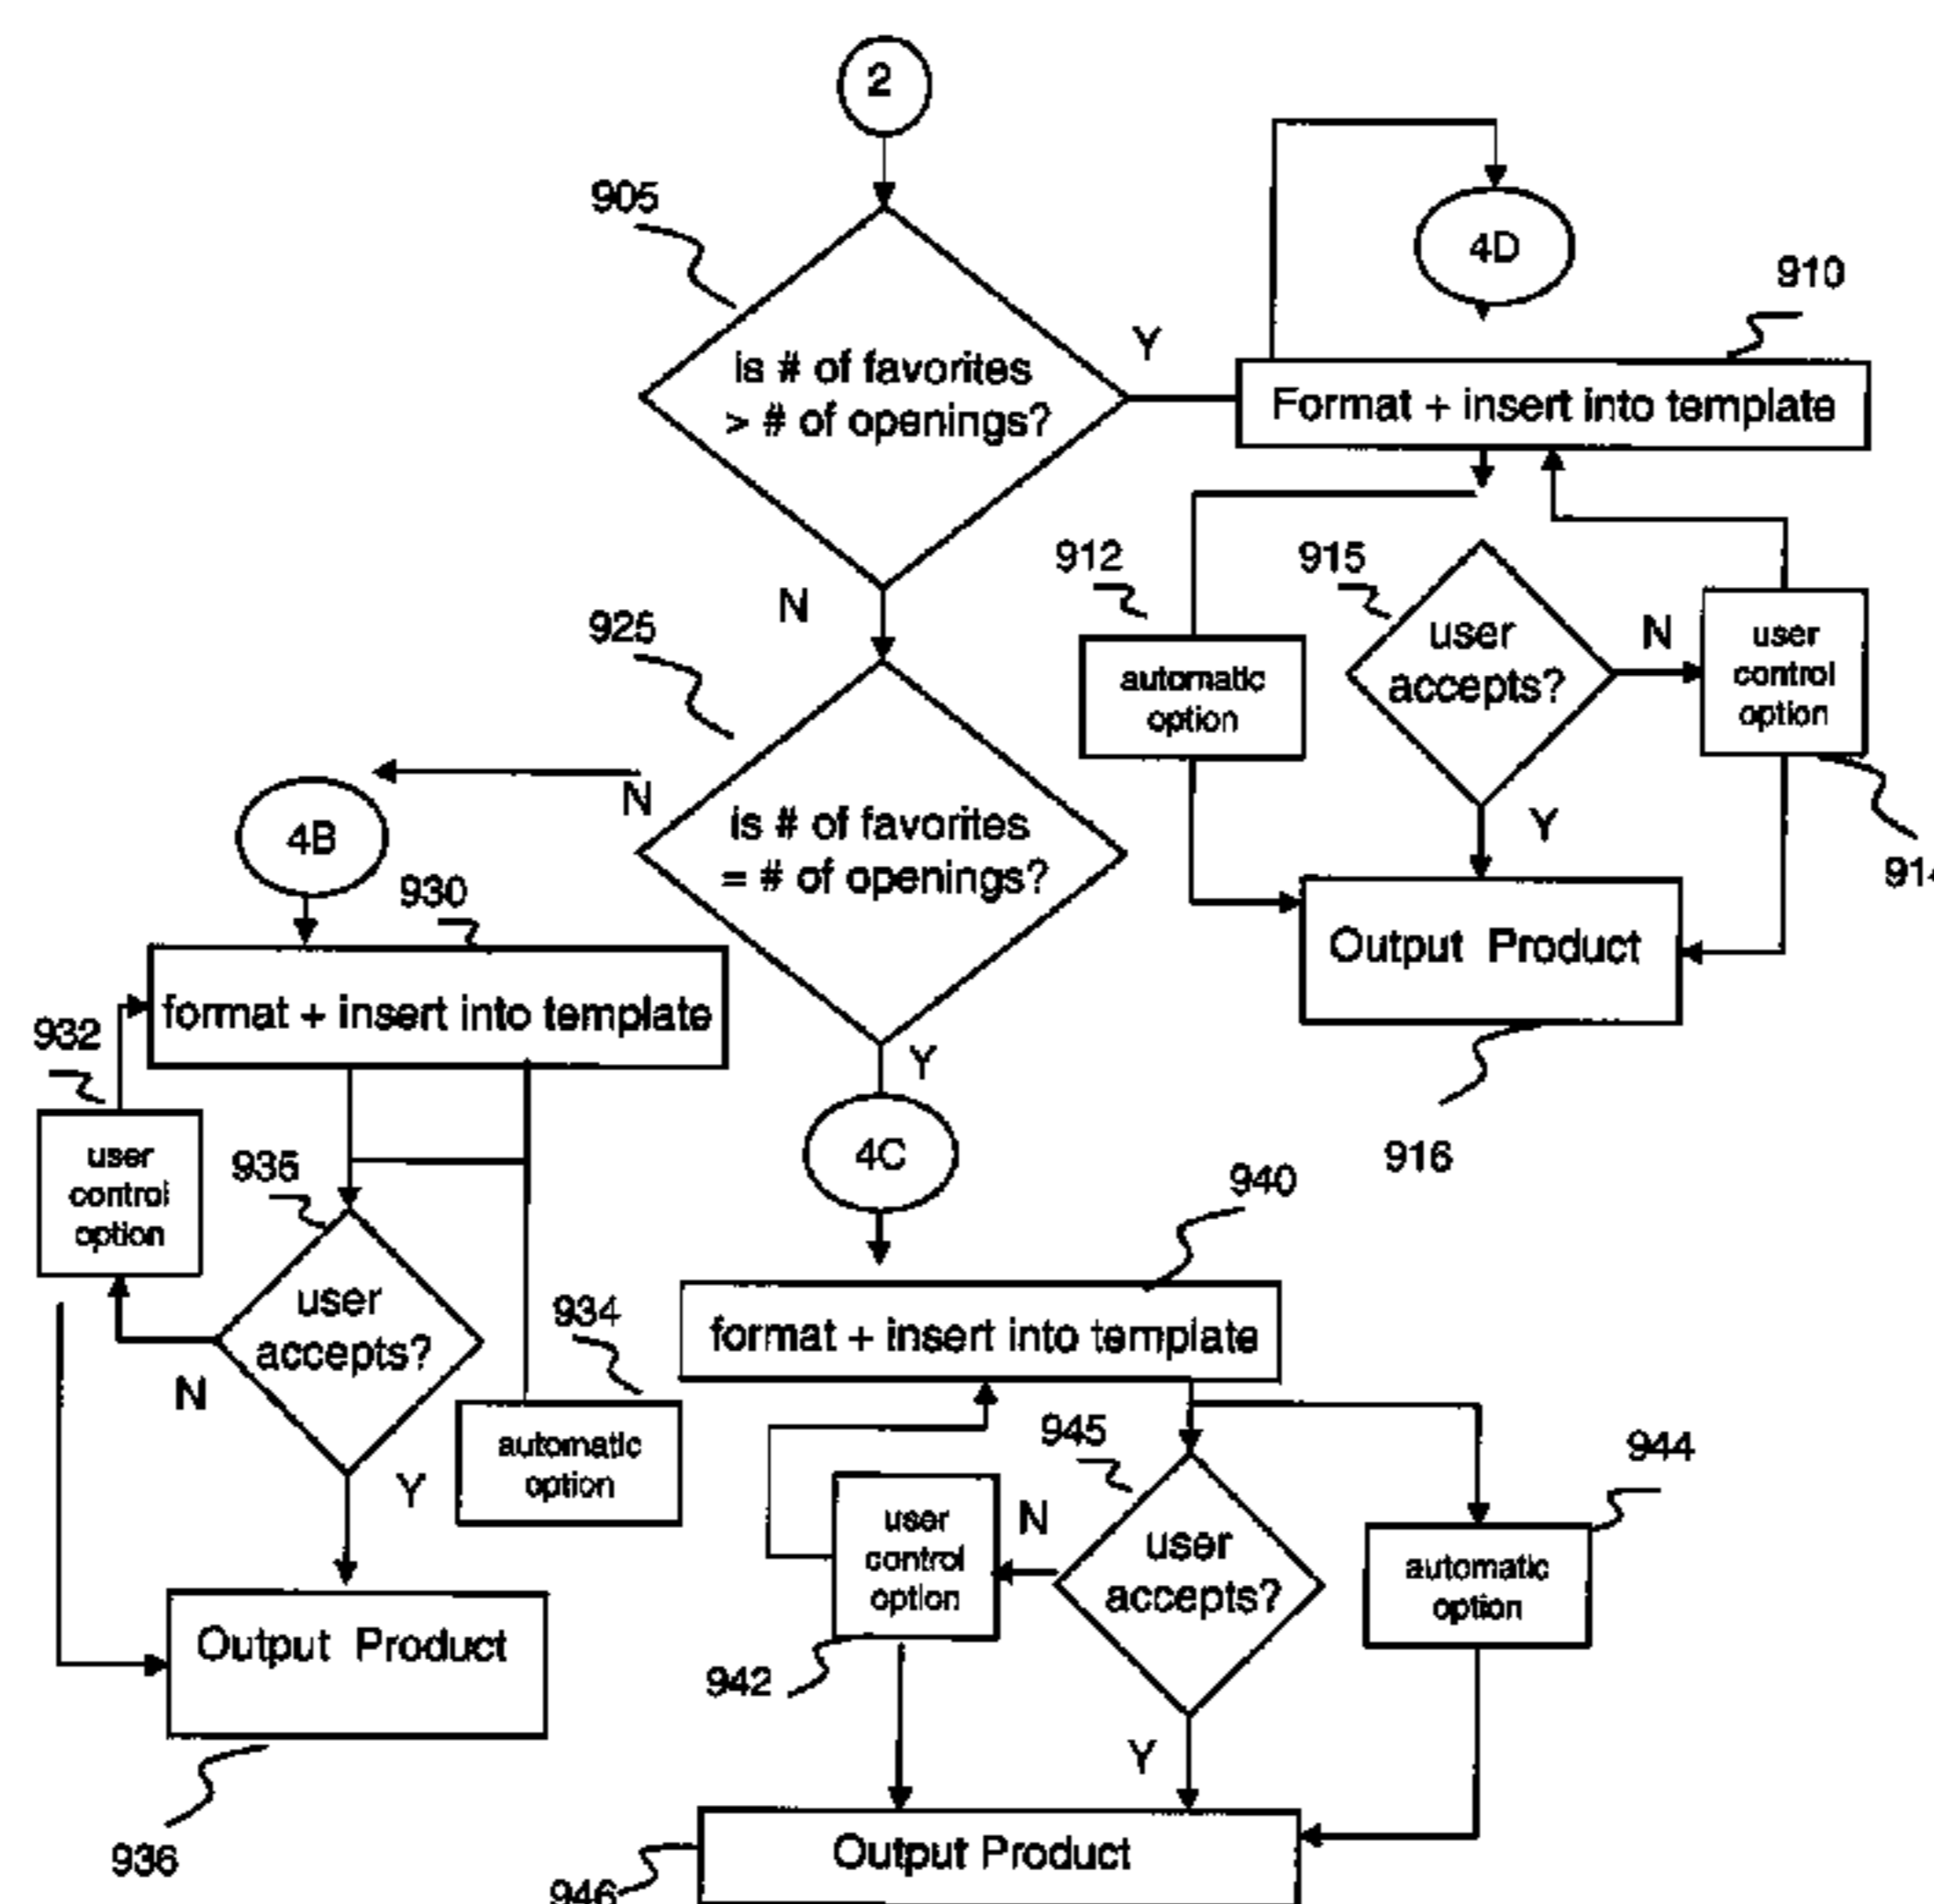 2
905
4D
910
Y
is # of favorites
> # of openings?
Format + insert into template
N
912
915
925
user
accepts?
N
user
control
option
automatic
option
Y
N
4B
is # of favorites
= # of openings?
930
Output Product
format + insert into template
932
Y
916
user
control
option
935
4C
940
user
accepts?
934
format + insert into template
N
automatic
option
Y
945
944
user
control
option
N
user
accepts?
automatic
option
Output Product
942
Y
936
Output Product
946